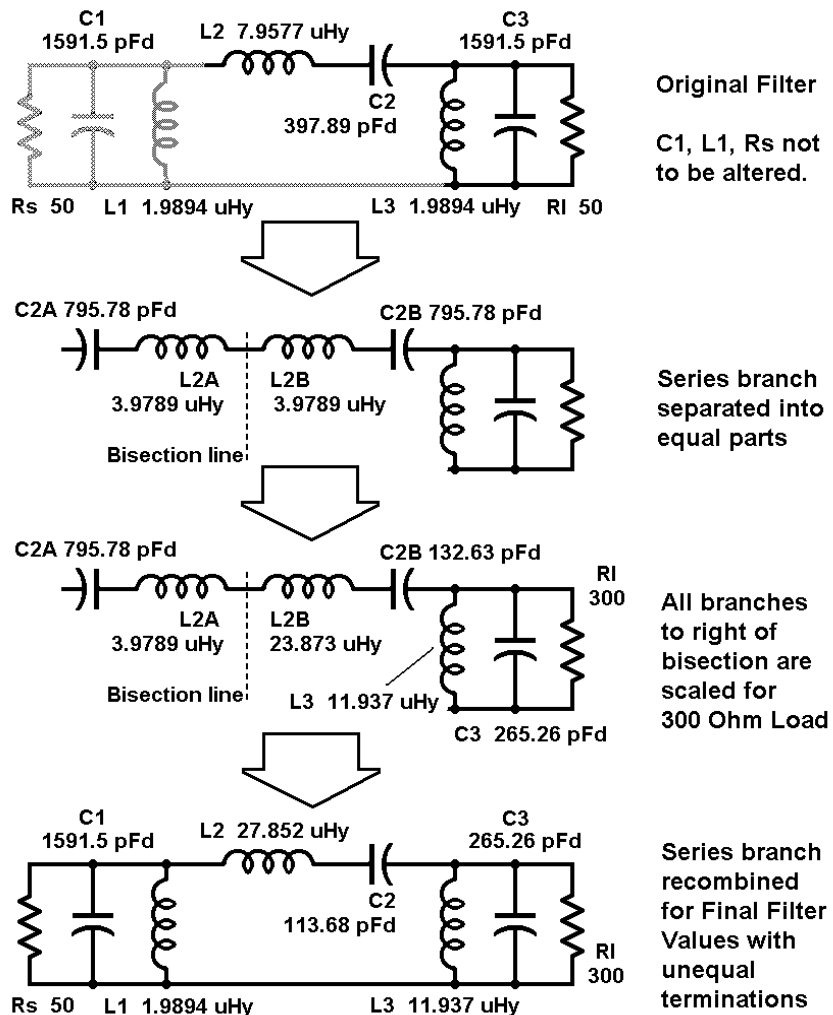 C1
1591.5 pFd
L2 7.9577 uHy
C3
1591.5 pFd
C2
397.89 pFd
Rs 50
L1 1.9894 uHy
L3 1.9894 uHy
Rl 50
Original Filter
C1, L1, Rs not
to be altered.
C2A 795.78 pFd
C2B 795.78 pFd
L2A
3.9789 uHy
L2B
3.9789 uHy
Bisection line
Series branch
separated into
equal parts
C2A 795.78 pFd
C2B 132.63 pFd
Rl
300
L2A
3.9789 uHy
L2B
23.873 uHy
Bisection line
L3 11.937 uHy
C3 265.26 pFd
All branches
to right of
bisection are
scaled for
300 Ohm Load
C1
1591.5 pFd
L2 27.852 uHy
C3
265.26 pFd
C2
113.68 pFd
Rl
300
Rs 50
L1 1.9894 uHy
L3 11.937 uHy
Series branch
recombined
for Final Filter
Values with
unequal
terminations